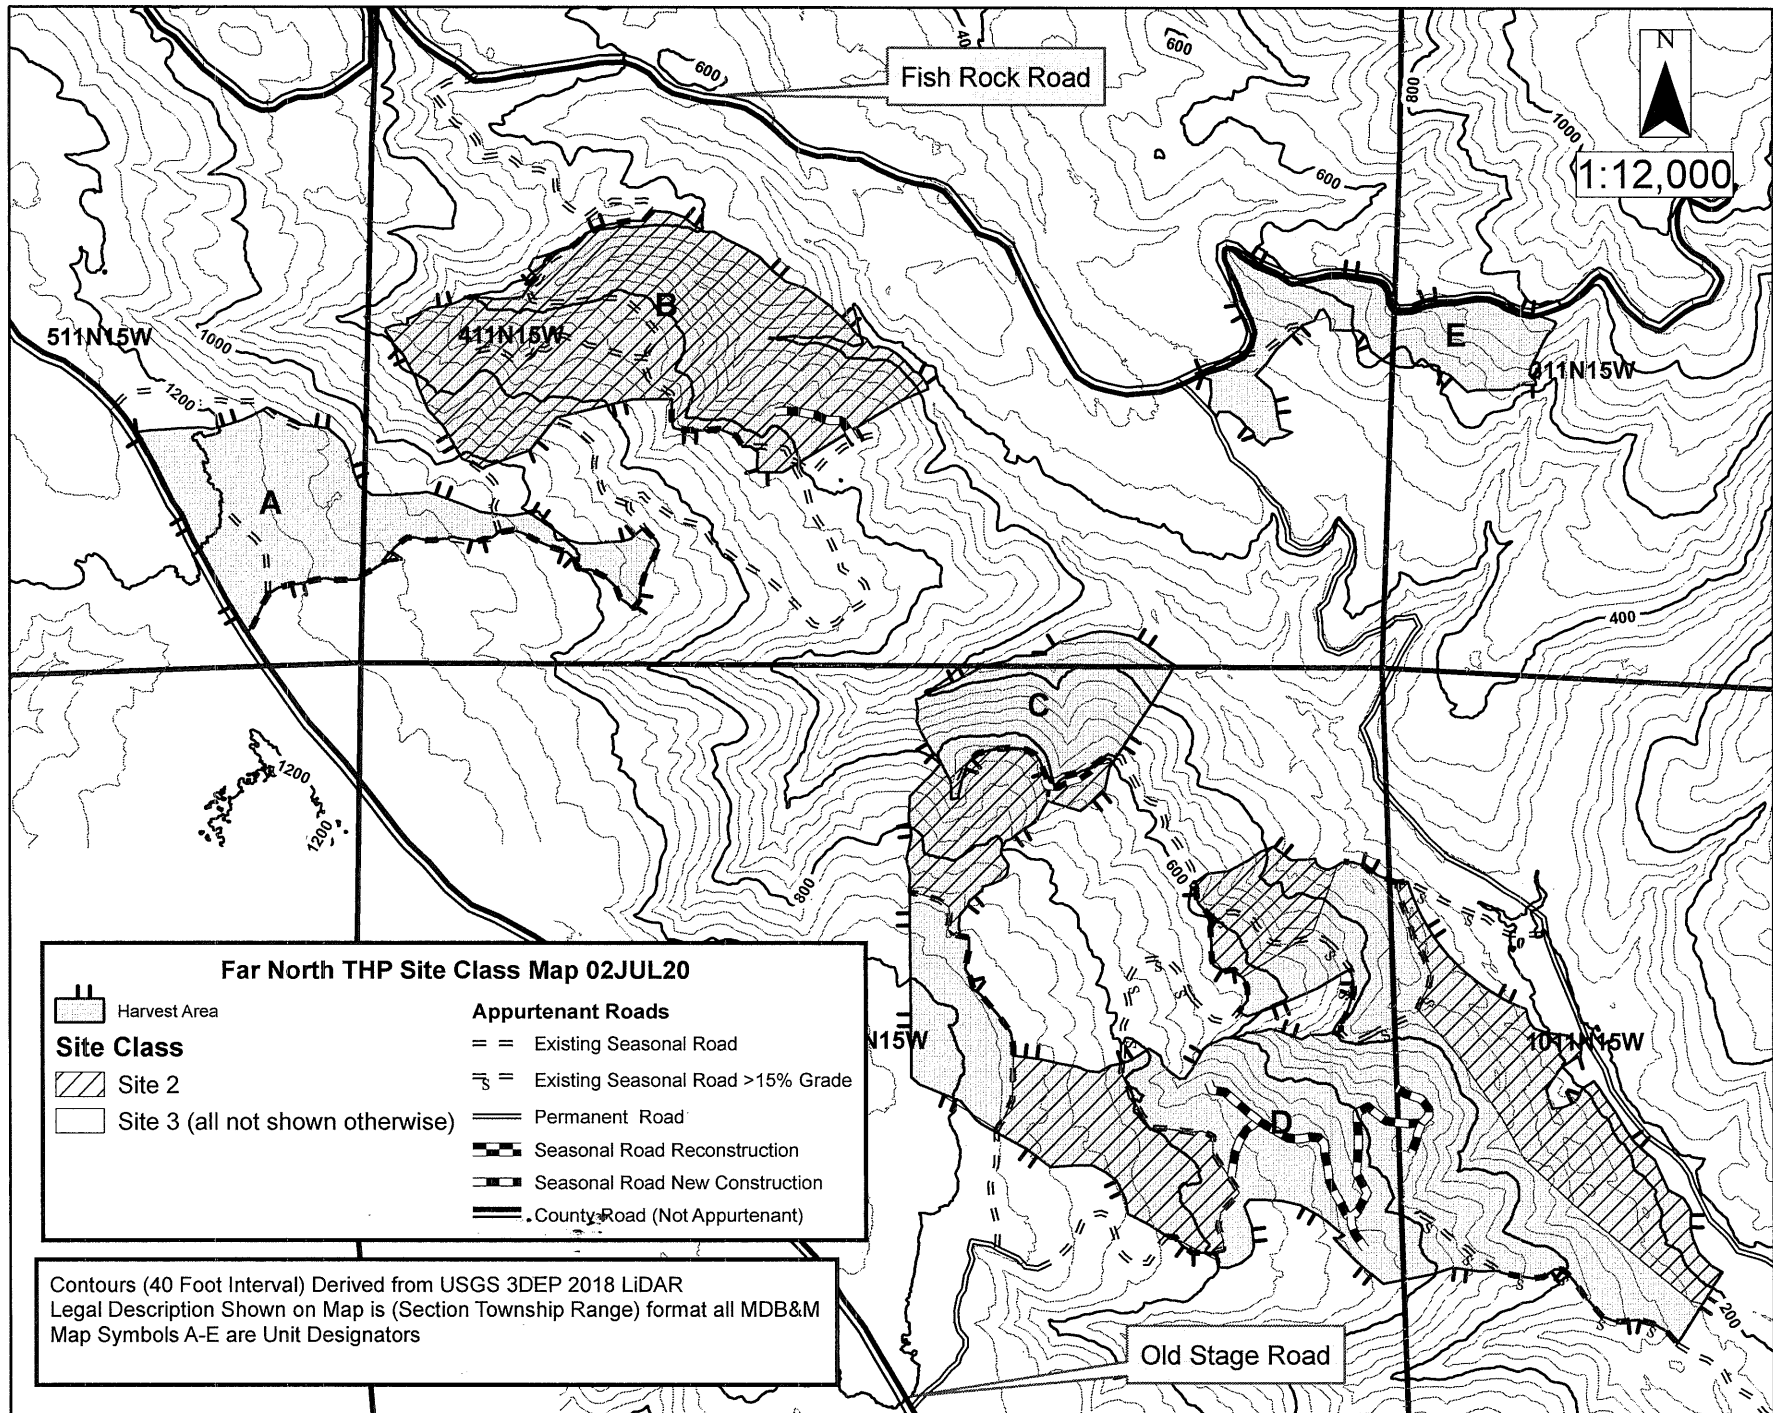 40
600
600
800
N
Fish Rock Road
1000
1:12,000
600
B
E
511N15W
411N15W
311N15W
1000
1200
A
400
C
1200
1200
800
600
Far North THP Site Class Map 02JUL20
Harvest Area
Site Class
Site 2
Site 3 (all not shown otherwise)
Appurtenant Roads
= = Existing Seasonal Road
S Existing Seasonal Road >15% Grade
Permanent Road
Seasonal Road Reconstruction
Seasonal Road New Construction
County Road (Not Appurtenant)
N15W
1011N15W
D
200
Contours (40 Foot Interval) Derived from USGS 3DEP 2018 LiDAR
Legal Description Shown on Map is (Section Township Range) format all MDB&M
Map Symbols A-E are Unit Designators
Old Stage Road